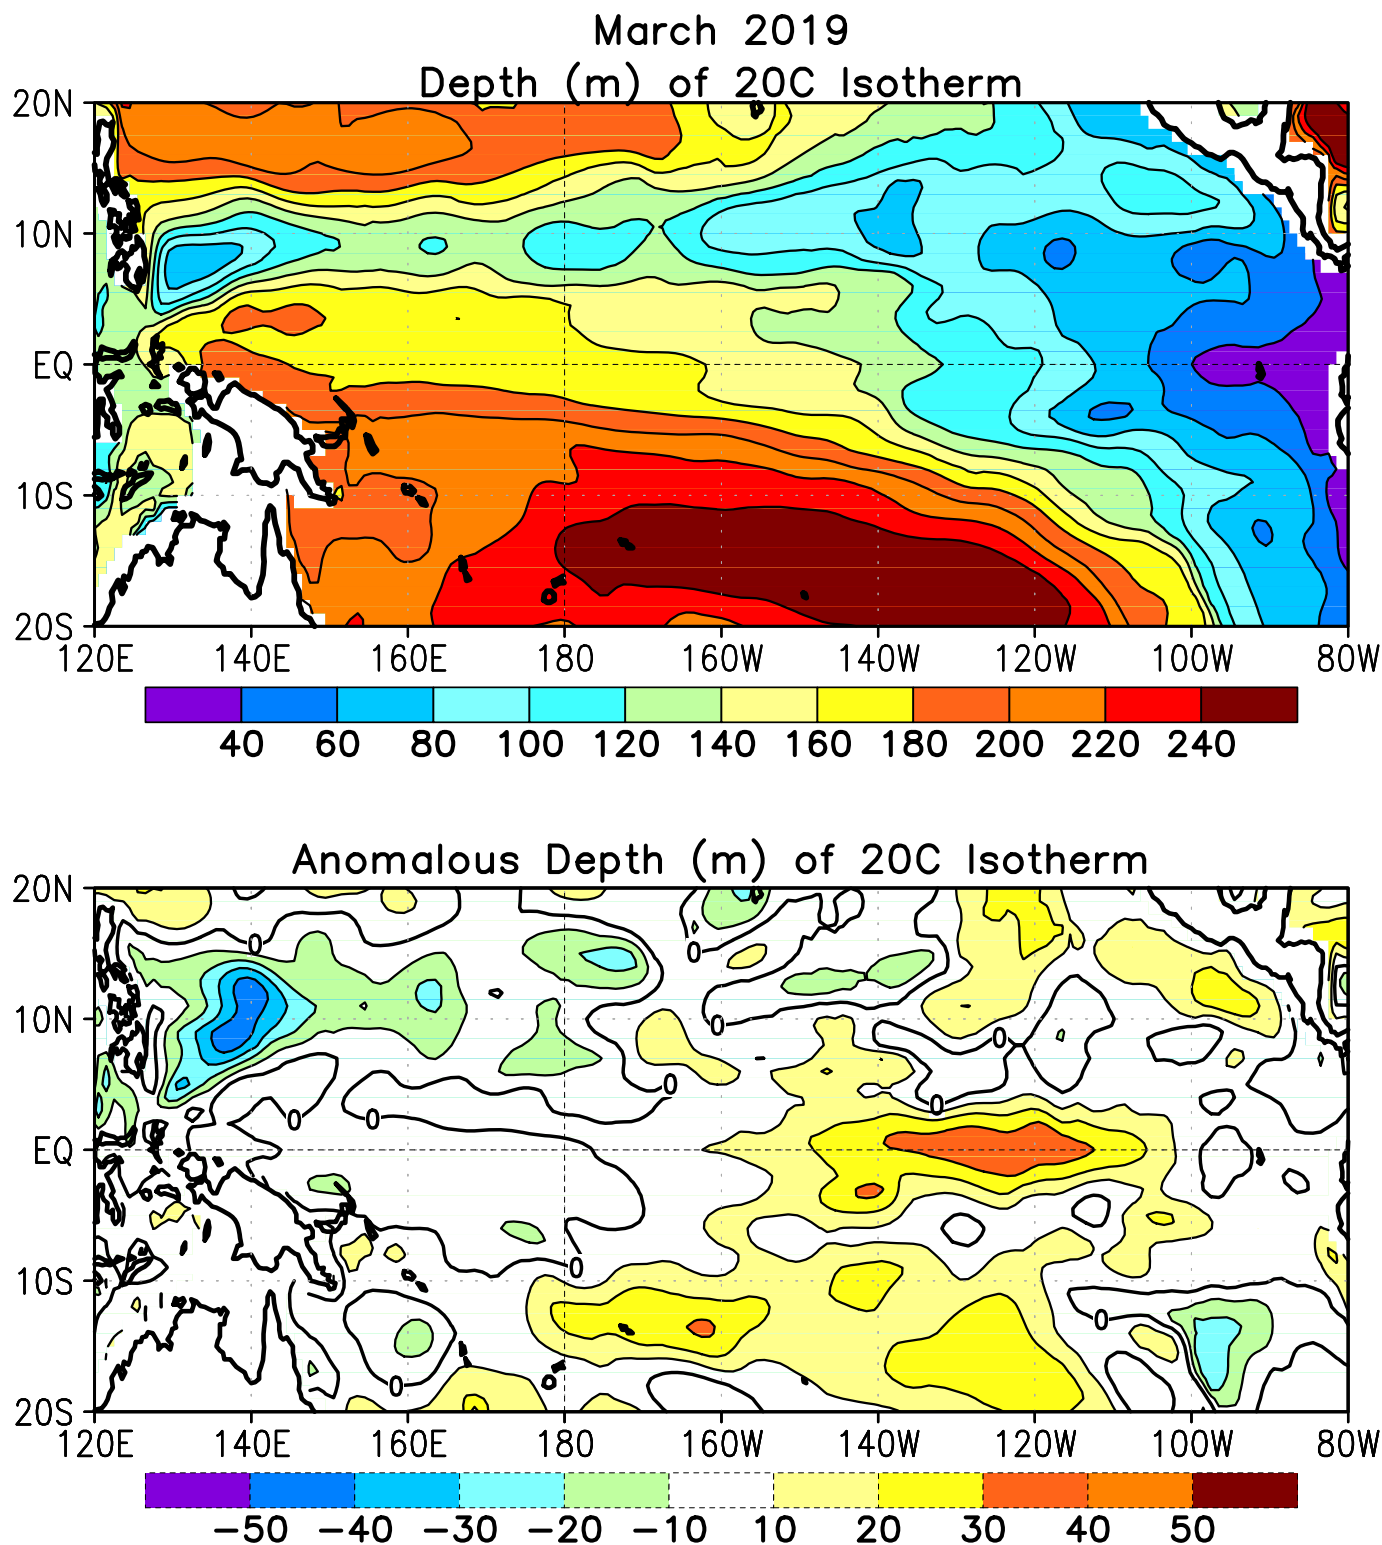 March 2019
Depth (m) of 20C Isotherm
20N
10N
EQ
10S
20S
120E 140E 160E 180 160W 140W 120W 100W 80W
40 60 80 100 120 140 160 180 200 220 240
Anomalous Depth (m) of 20C Isotherm
20N
0
0
10N
0
0
0
0
0
0
EQ
0
10S
0
0
20S
120E 140E 160E 180 160W 140W 120W 100W 80W
−50 −40 −30 −20 −10 10 20 30 40 50